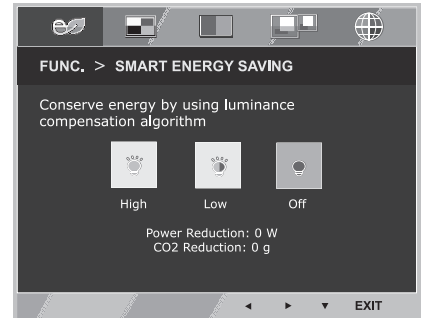 FUNC. > SMART ENERGY SAVING
Conserve energy by using luminance
compensation algorithm
High Low Off
Power Reduction: 0 W
CO2 Reduction: 0 g
EXIT